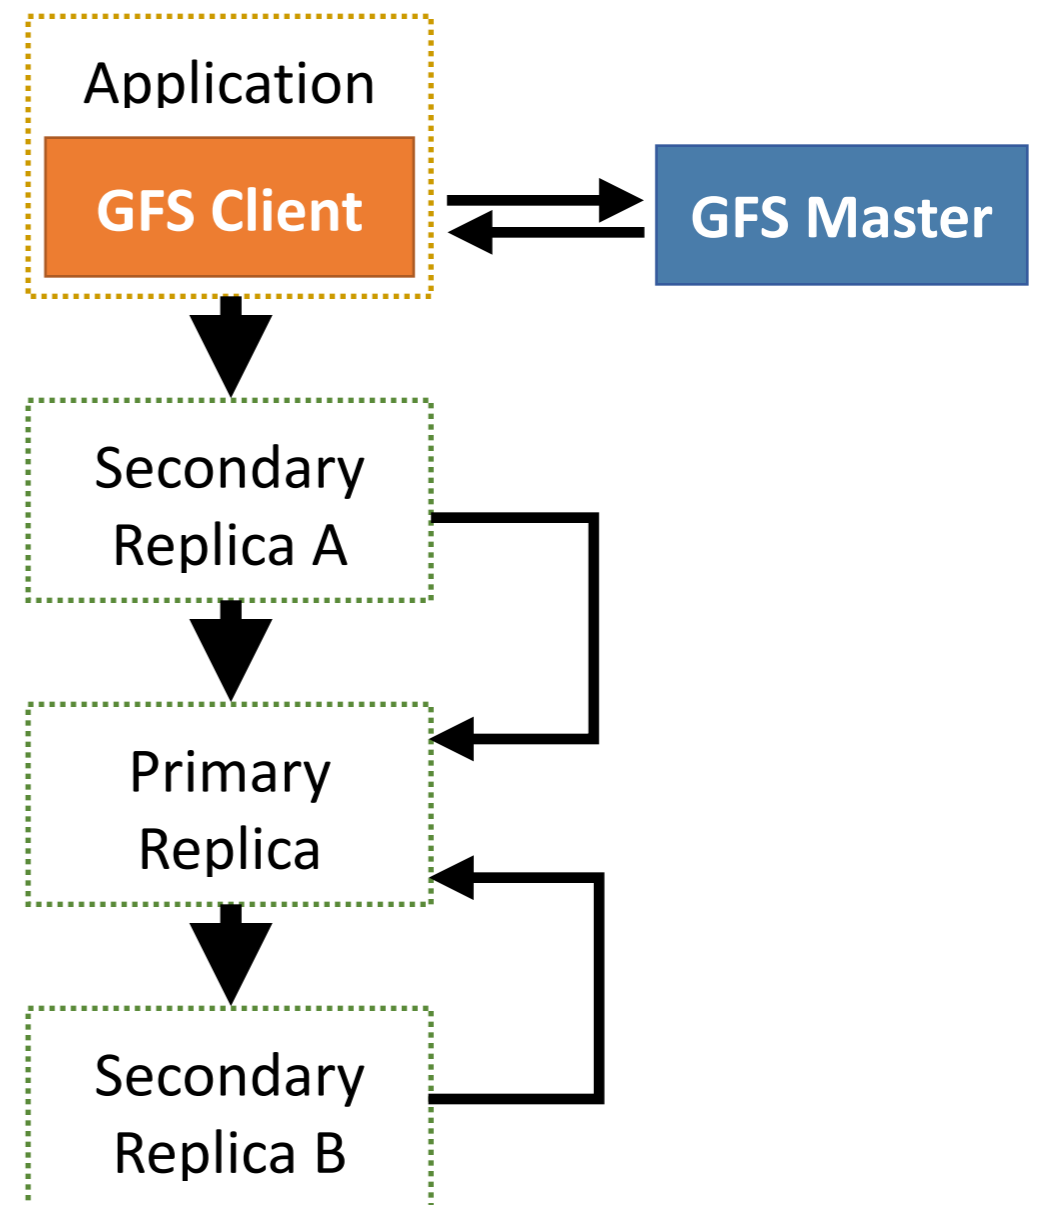 Application
GFS Client
GFS Master
Secondary
Replica A
Primary
Replica
Secondary
Replica B